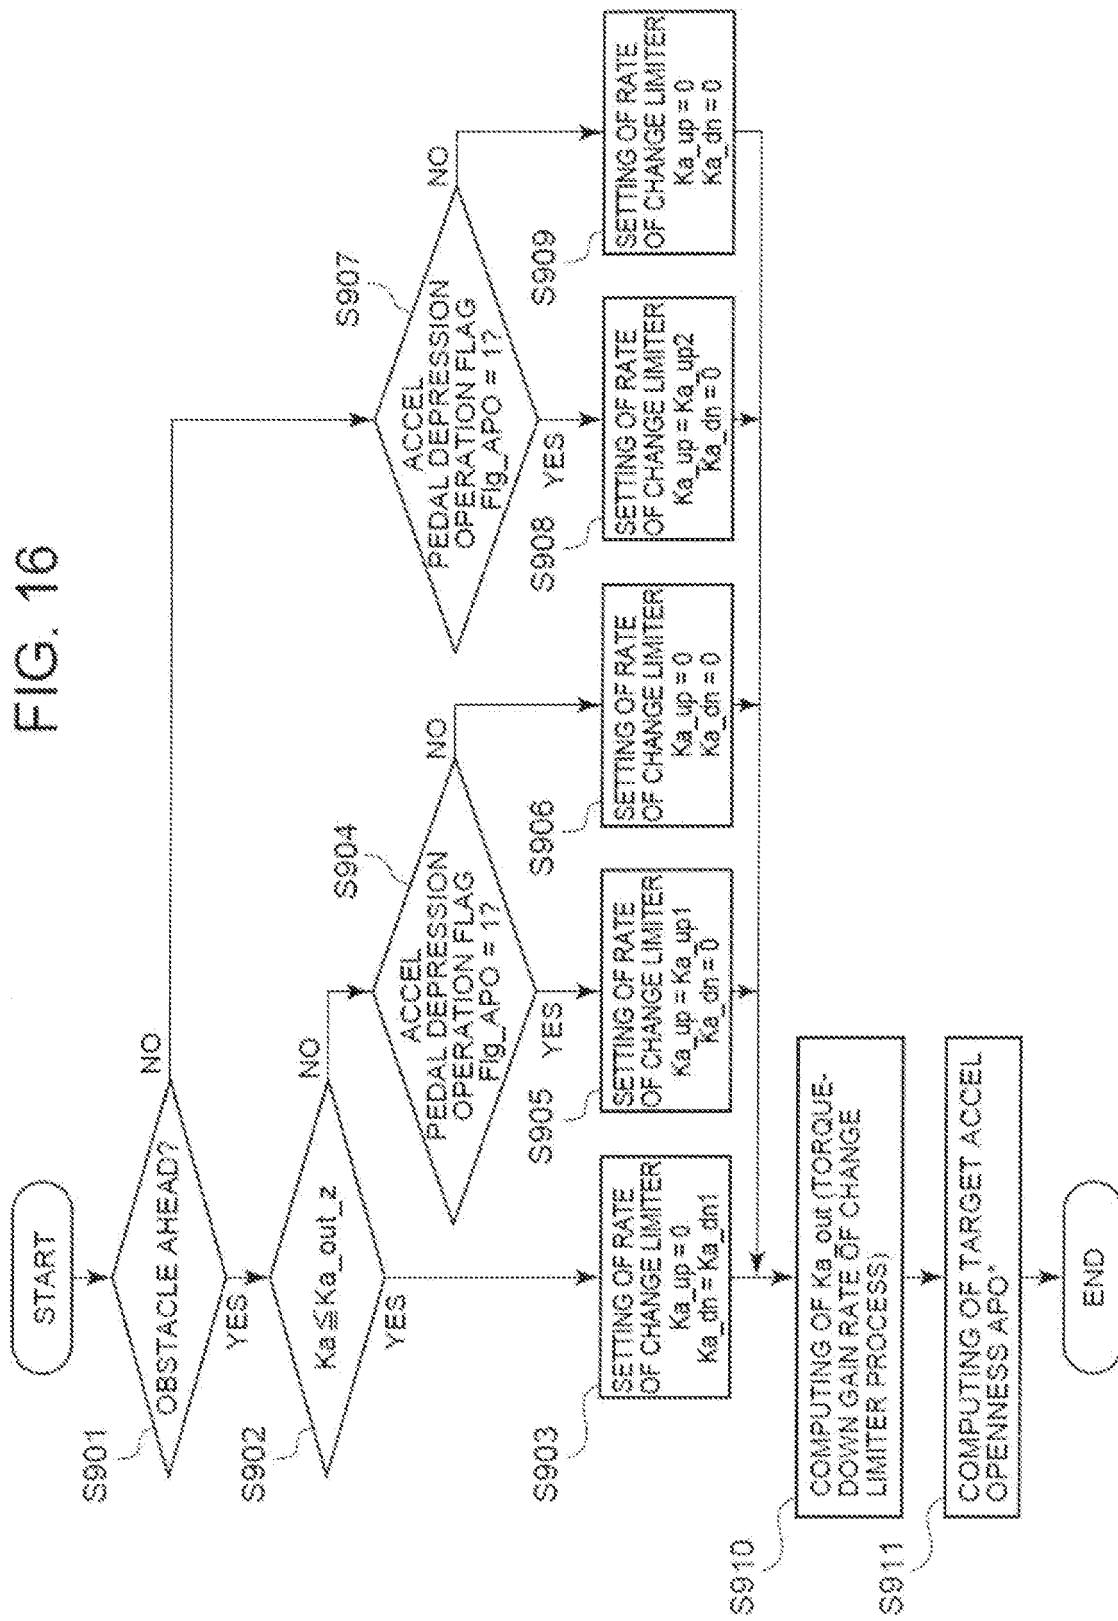 FIG. 16
START
S901
OBSTACLE AHEAD?
NO
YES
S902
Ka≦Ka_out_z
NO
YES
S904
ACCEL
PEDAL DEPRESSION
OPERATION FLAG
Flg_APO = 1?
NO
YES
S907
ACCEL
PEDAL DEPRESSION
OPERATION FLAG
Flg_APO = 1?
NO
YES
S903
SETTING OF RATE
OF CHANGE LIMITER
Ka_up = 0
Ka_dn = Ka_dn1
S905
SETTING OF RATE
OF CHANGE LIMITER
Ka_up = Ka_up1
Ka_dn = 0
S906
SETTING OF RATE
OF CHANGE LIMITER
Ka_up = 0
Ka_dn = 0
S908
SETTING OF RATE
OF CHANGE LIMITER
Ka_up = Ka_up2
Ka_dn = 0
S909
SETTING OF RATE
OF CHANGE LIMITER
Ka_up = 0
Ka_dn = 0
S910
COMPUTING OF Ka_out (TORQUE-
DOWN GAIN RATE OF CHANGE
LIMITER PROCESS)
S911
COMPUTING OF TARGET ACCEL
OPENNESS APO*
END